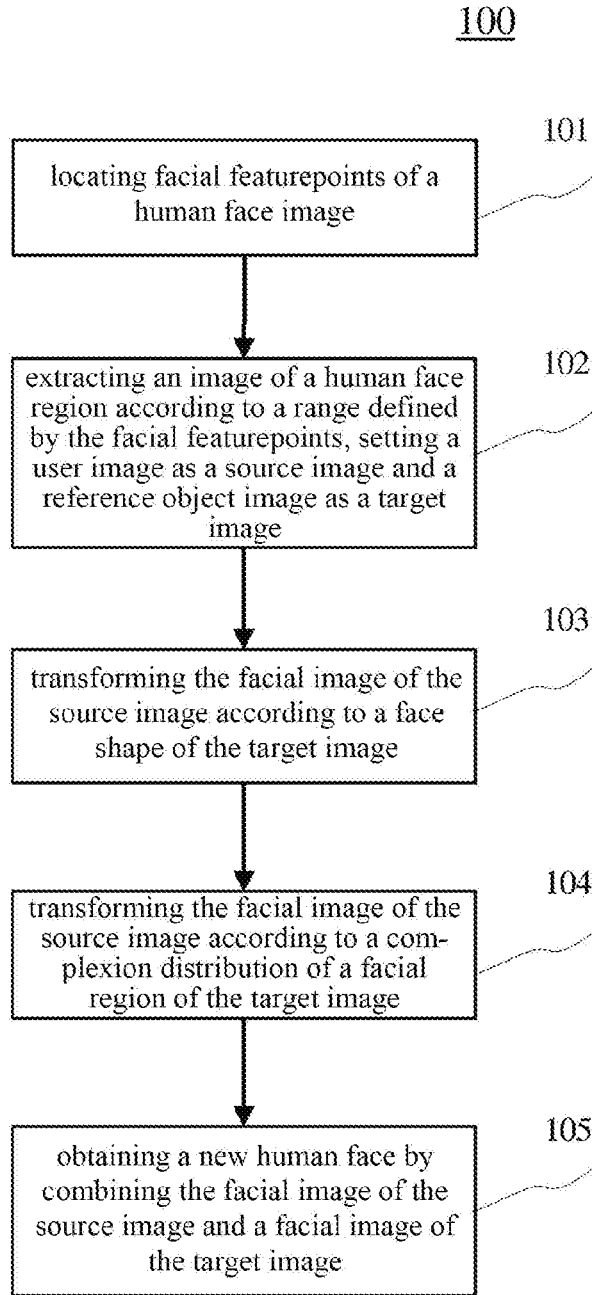 100
101
locating facial featurepoints of a
human face image
102
extracting an image of a human face
region according to a range defined
by the facial featurepoints, setting a
user image as a source image and a
reference object image as a target
image
103
transforming the facial image of the
source image according to a face
shape of the target image
104
transforming the facial image of the
source image according to a com-
plexion distribution of a facial
region of the target image
105
obtaining a new human face by
combining the facial image of the
source image and a facial image of
the target image